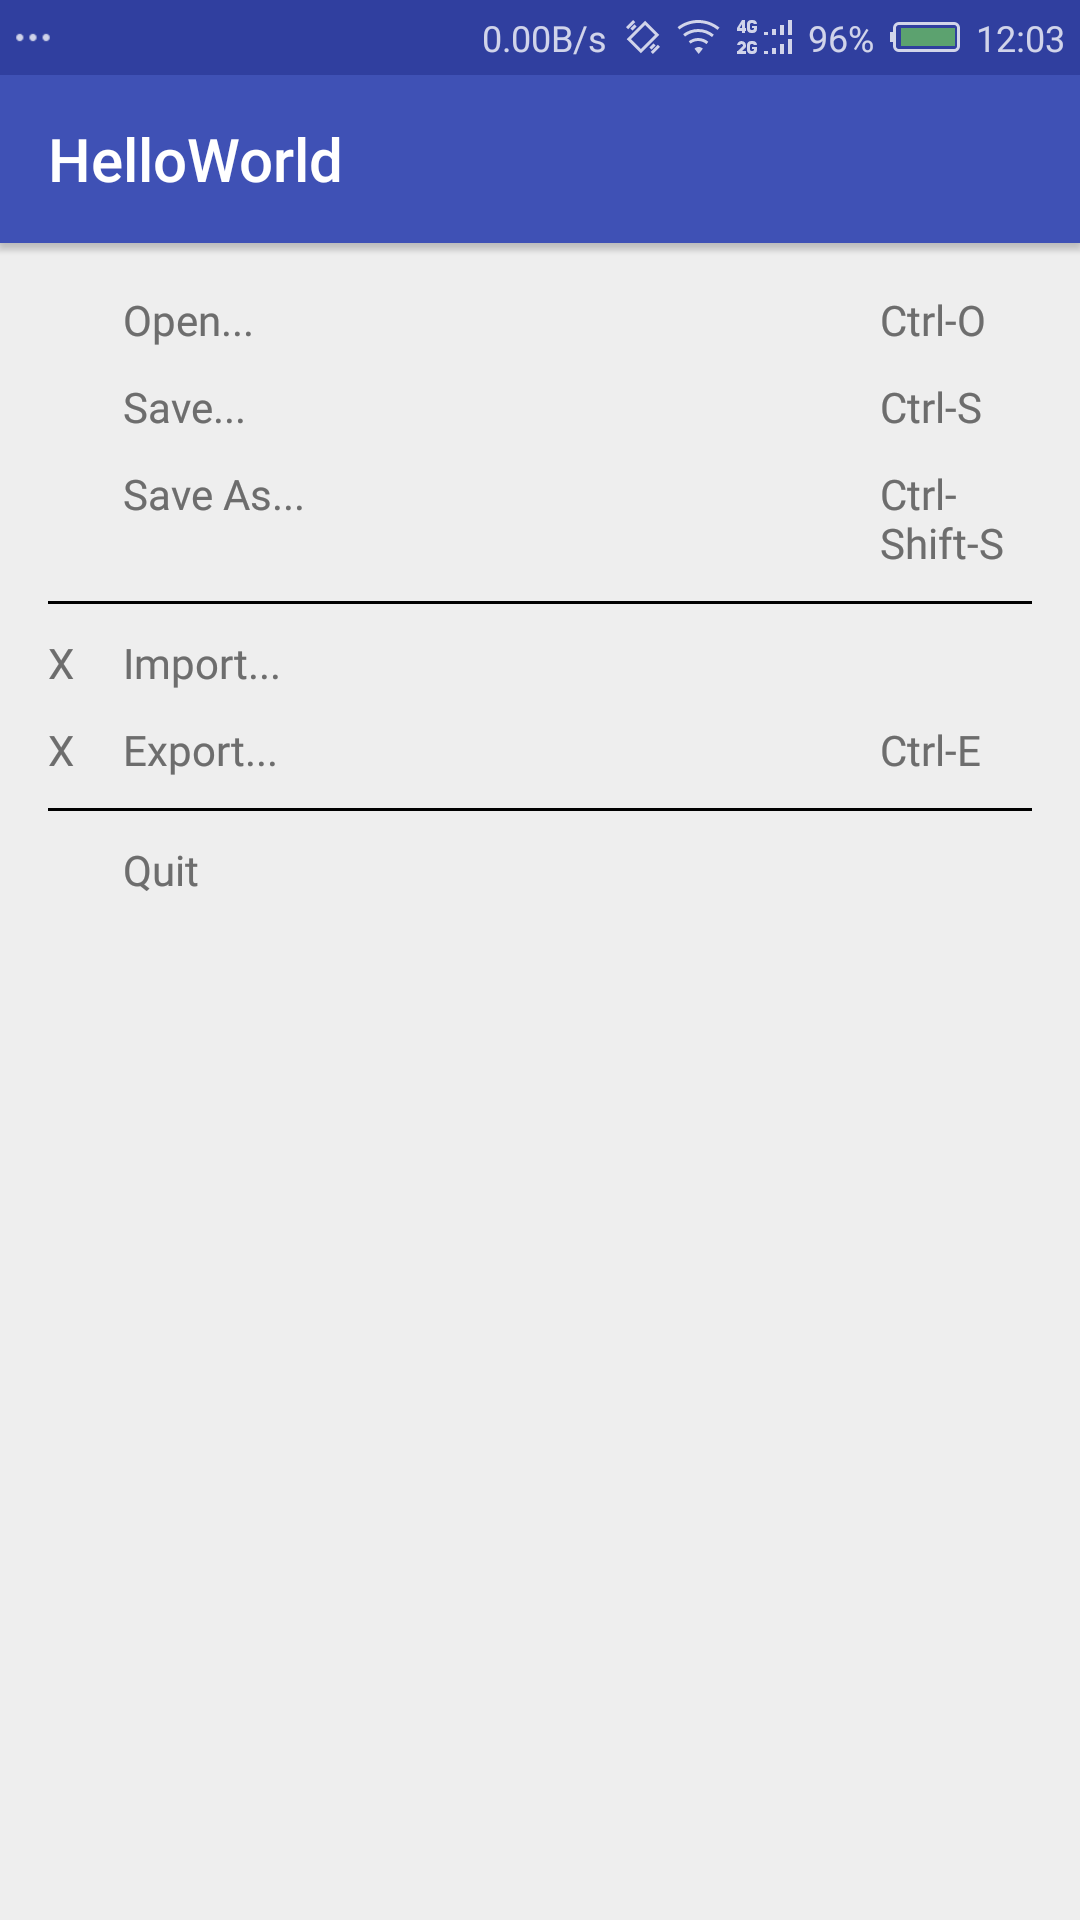 0.00B/s 4G 2G 96% 12:03
HelloWorld
Open... Ctrl-O
Save... Ctrl-S
Save As... Ctrl-
Shift-S
X Import...
X Export... Ctrl-E
Quit